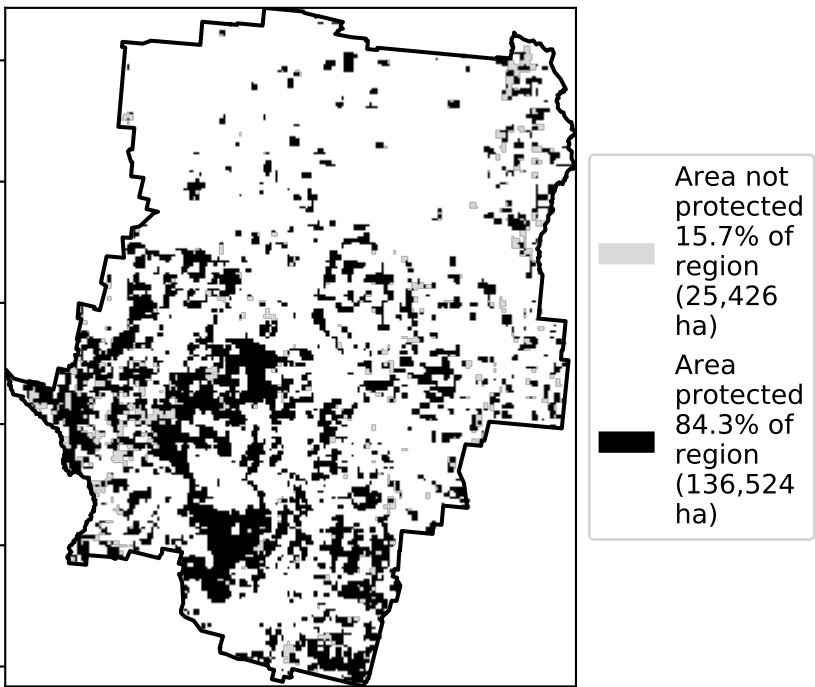 Area not
protected
15.7% of
region
(25,426
ha)
Area
protected
84.3% of
region
(136,524
ha)